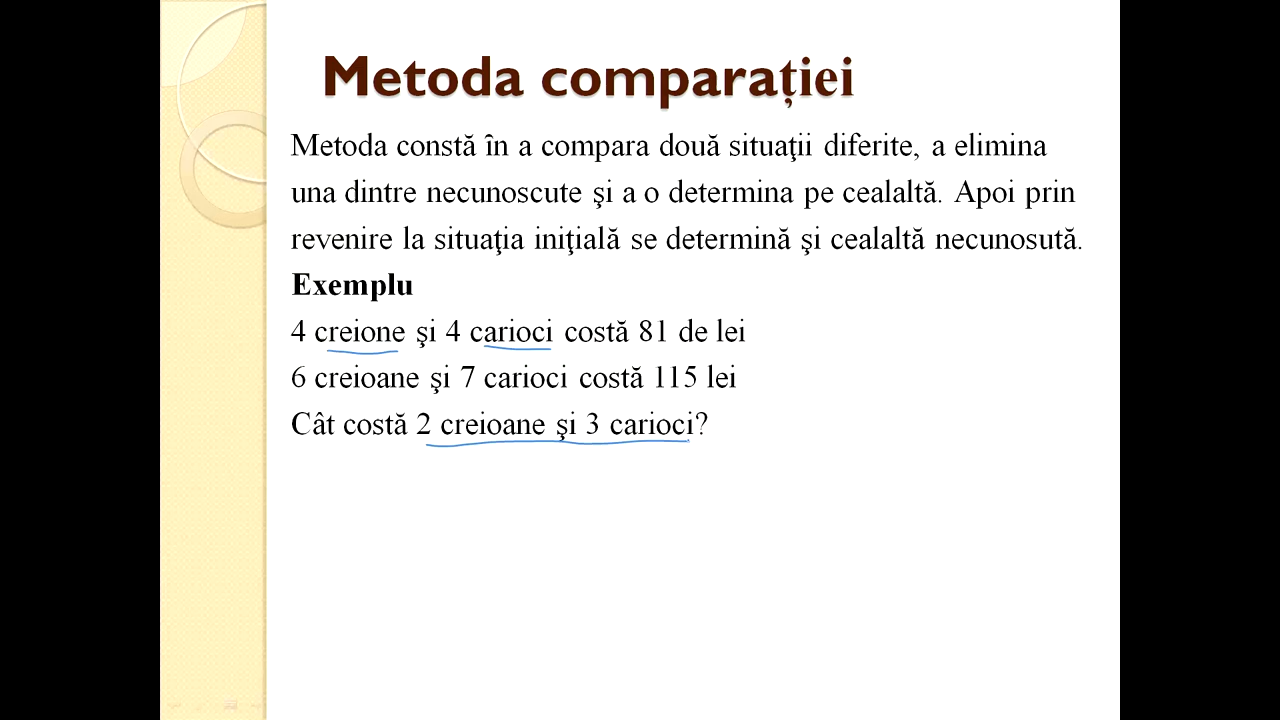 Metoda comparației
Metoda constă în a compara două situaţii diferite, a elimina
una dintre necunoscute şi a o determina pe cealaltă. Apoi prin
revenire la situaţia iniţială se determină şi cealaltă necunosută.
Exemplu
4 creione şi 4 carioci costă 81 de lei
6 creioane şi 7 carioci costă 115 lei
Cât costă 2 creioane şi 3 carioci?